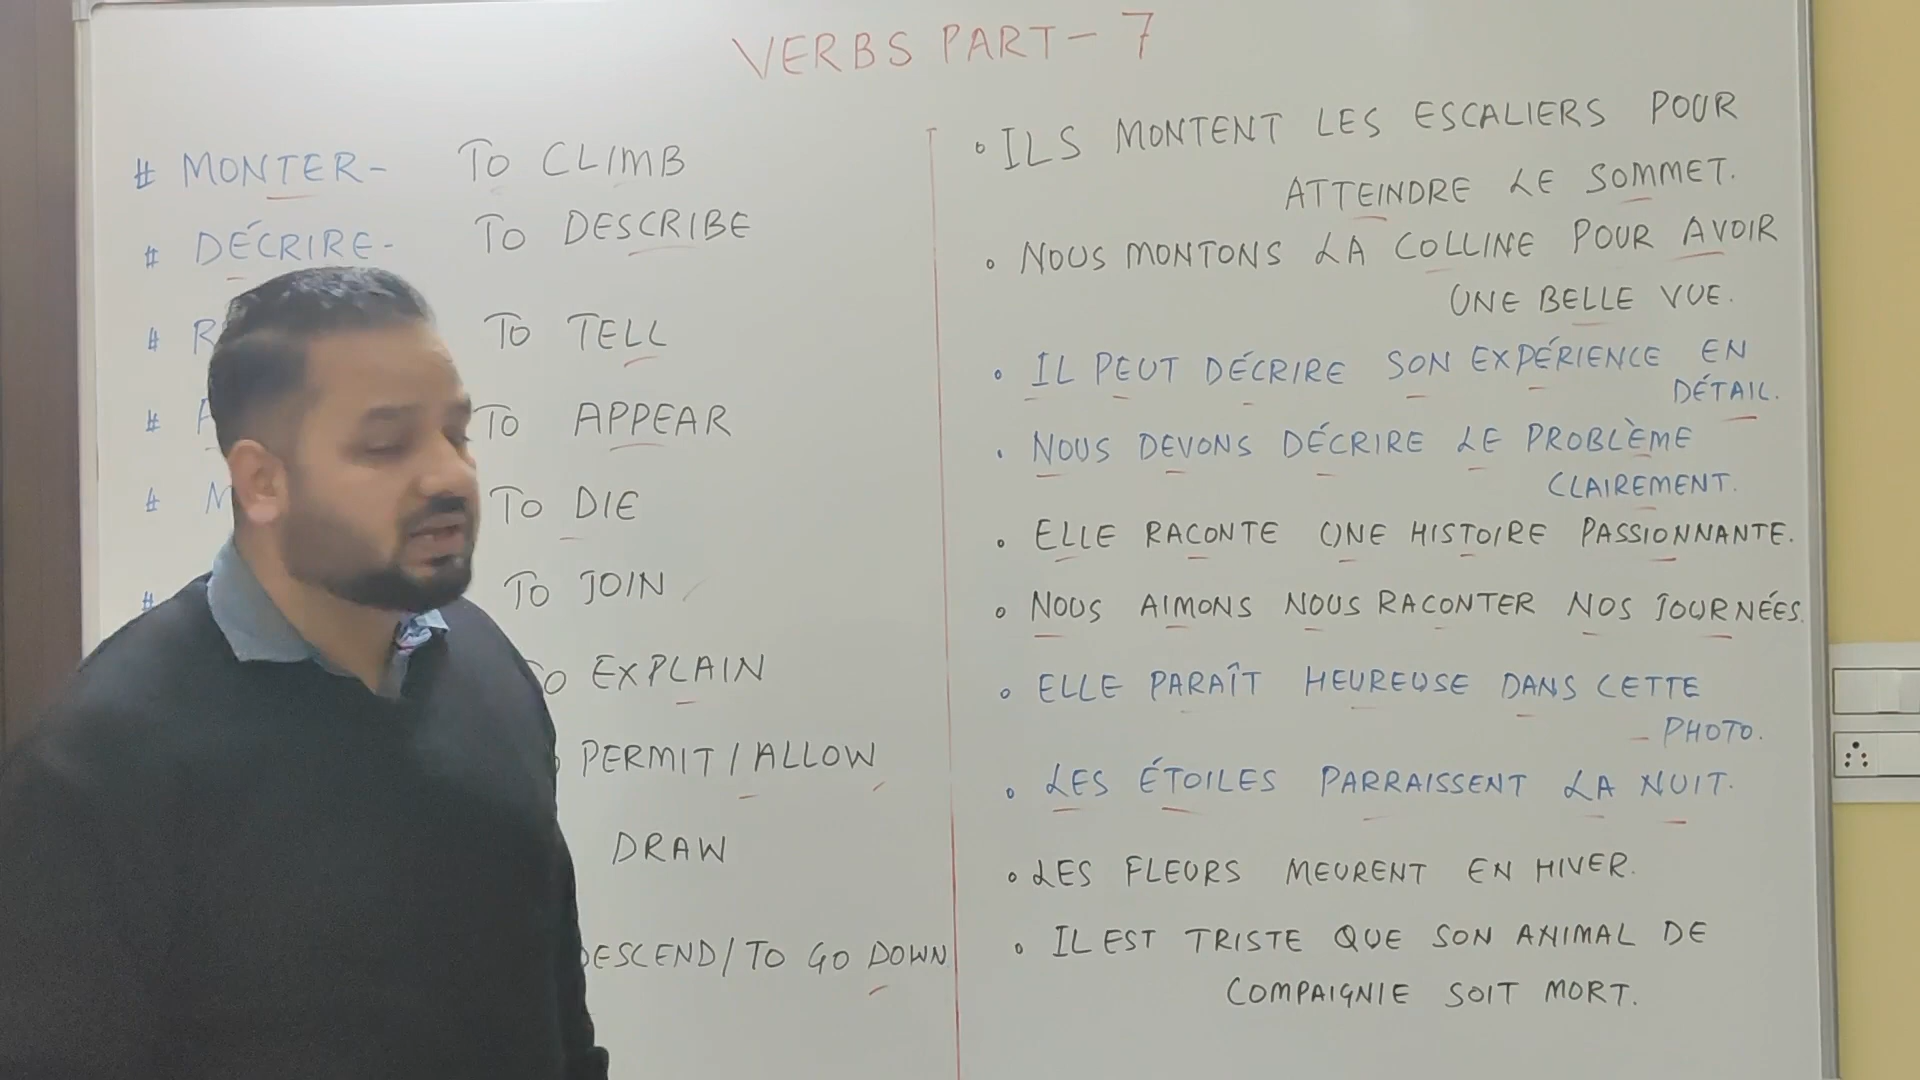 VERBS PART - 7
# MONTER - TO CLIMB
# DÉCRIRE - TO DESCRIBE
# TO TELL
# TO APPEAR
# TO DIE
# TO JOIN
TO EXPLAIN
PERMIT / ALLOW
DRAW
DESCEND / TO GO DOWN
• ILS MONTENT LES ESCALIERS POUR
ATTEINDRE LE SOMMET.
• NOUS MONTONS LA COLLINE POUR AVOIR
UNE BELLE VUE.
• IL PEUT DÉCRIRE SON EXPÉRIENCE EN
DÉTAIL.
• NOUS DEVONS DÉCRIRE LE PROBLÈME
CLAIREMENT.
• ELLE RACONTE UNE HISTOIRE PASSIONNANTE.
• NOUS AIMONS NOUS RACONTER NOS JOURNÉES.
• ELLE PARAÎT HEUREUSE DANS CETTE
PHOTO.
• LES ÉTOILES PARRAISSENT LA NUIT.
• LES FLEURS MEURENT EN HIVER.
• IL EST TRISTE QUE SON ANIMAL DE
COMPAIGNIE SOIT MORT.